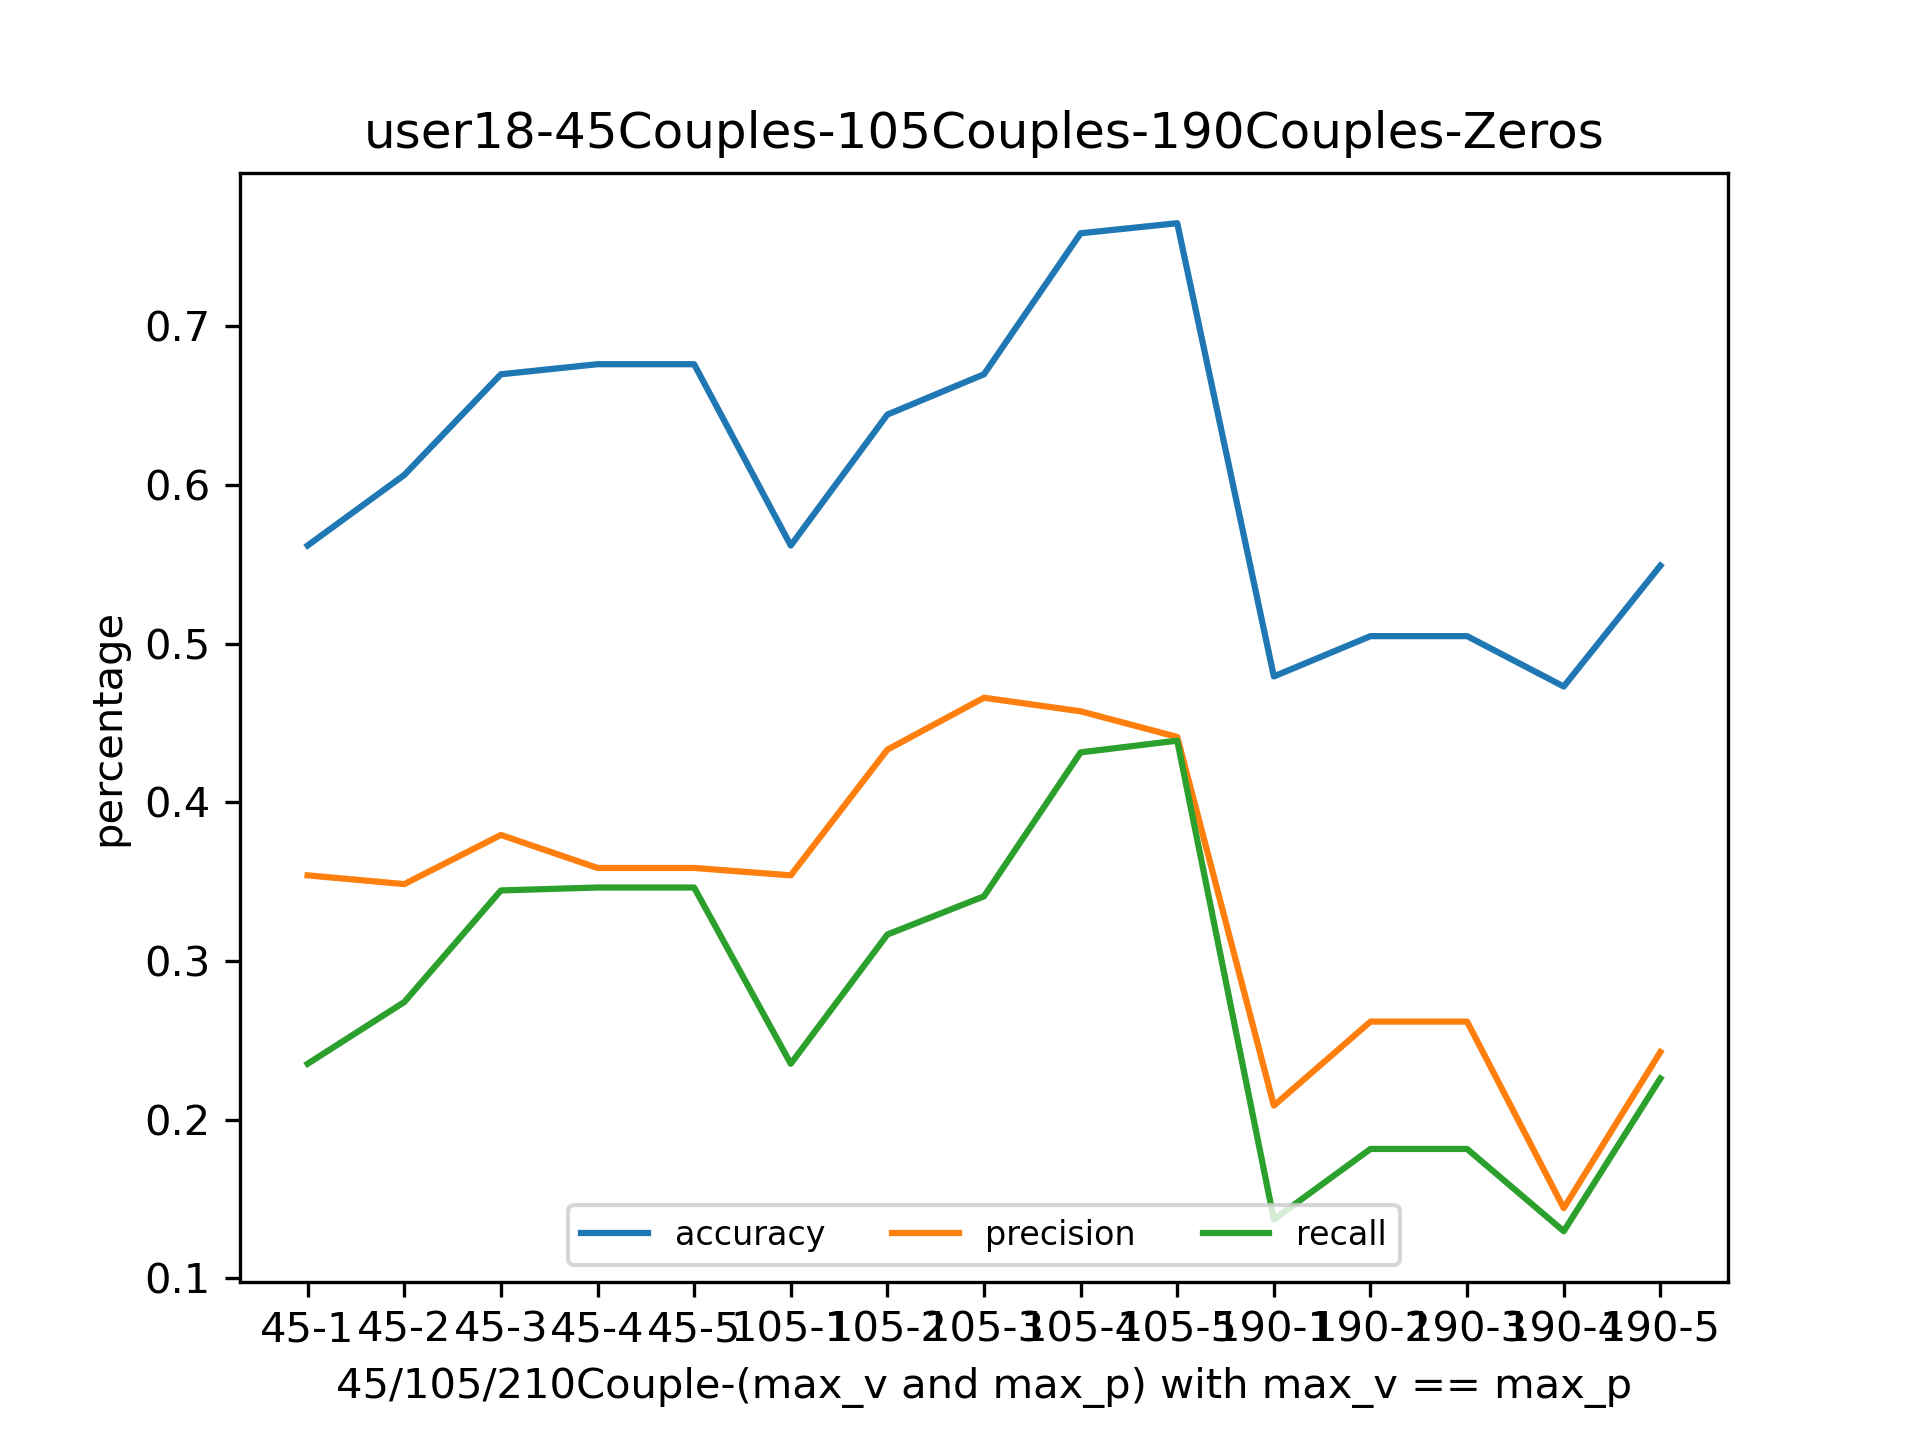 user18-45Couples-105Couples-190Couples-Zeros
percentage
0.7
0.6
0.5
0.4
0.3
0.2
0.1
accuracy precision recall
45-1 45-2 45-3 45-4 45-5 105-1 105-2 105-3 105-4 105-5 190-1 190-2 190-3 190-4 190-5
45/105/210Couple-(max_v and max_p) with max_v == max_p